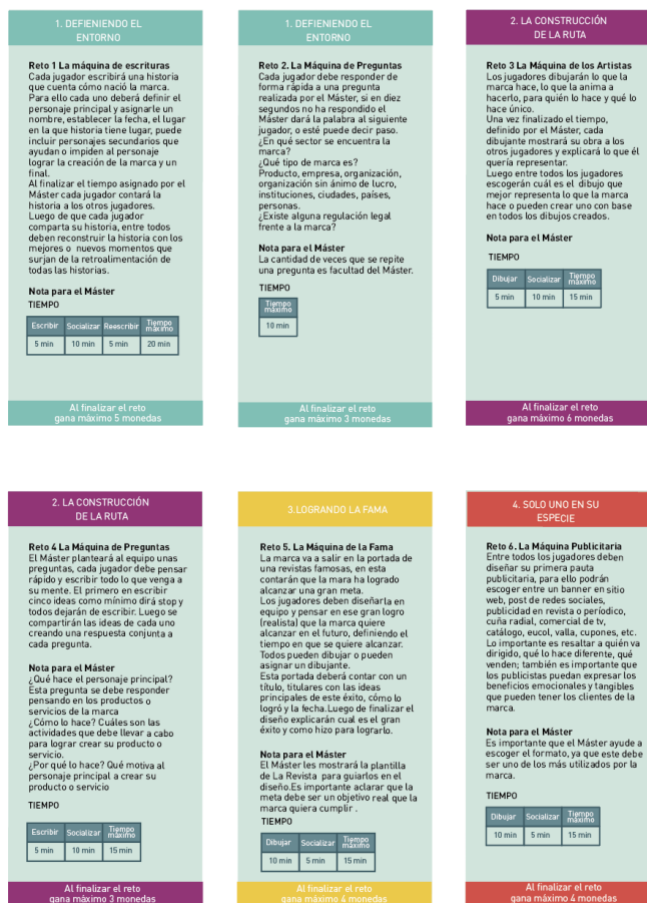 1. DEFIENIENDO EL
ENTORNO
Reto 1 La máquina de escrituras
Cada jugador escribirá una historia
que cuenta cómo nació la marca.
Para ello cada uno deberá definir el
personaje principal y asignarle un
nombre, establecer la fecha, el lugar
en la que historia tiene lugar, puede
incluir personajes secundarios que
ayudan o impiden al personaje
lograr la creación de la marca y un
final.
Al finalizar el tiempo asignado por el
Máster cada jugador contará la
historia a los otros jugadores.
Luego de que cada jugador
comparta su historia, entre todos
deben reconstruir la historia con los
mejores o nuevos momentos que
surjan de la retroalimentación de
todas las historias.
Nota para el Máster
TIEMPO
Escribir Socializar Reescribir Tiempo máximo
5 min 10 min 5 min 20 min
Al finalizar el reto
gana máximo 5 monedas
1. DEFIENIENDO EL
ENTORNO
Reto 2. La Máquina de Preguntas
Cada jugador debe responder de
forma rápida a una pregunta
realizada por el Máster, si en diez
segundos no ha respondido el
Máster dará la palabra al siguiente
jugador, o esté puede decir paso.
¿En qué sector se encuentra la
marca?
¿Qué tipo de marca es?
Producto, empresa, organización,
organización sin ánimo de lucro,
instituciones, ciudades, países,
personas.
¿Existe alguna regulación legal
frente a la marca?
Nota para el Máster
La cantidad de veces que se repite
una pregunta es facultad del Máster.
TIEMPO
Tiempo
máximo
10 min
Al finalizar el reto
gana máximo 3 monedas
2. LA CONSTRUCCIÓN
DE LA RUTA
Reto 3 La Máquina de los Artistas
Los jugadores dibujarán lo que la
marca hace, lo que la anima a
hacerlo, para quién lo hace y qué lo
hace único.
Una vez finalizado el tiempo,
definido por el Máster, cada
dibujante mostrará su obra a los
otros jugadores y explicará lo que él
quería representar.
Luego entre todos los jugadores
escogerán cuál es el dibujo que
mejor representa lo que la marca
hace o pueden crear uno con base
en todos los dibujos creados.
Nota para el Máster
TIEMPO
Dibujar Socializar Tiempo máximo
5 min 10 min 15 min
Al finalizar el reto
gana máximo 6 monedas
2. LA CONSTRUCCIÓN
DE LA RUTA
Reto 4 La Máquina de Preguntas
El Máster planteará al equipo unas
preguntas, cada jugador debe pensar
rápido y escribir todo lo que venga a
su mente. El primero en escribir
cinco ideas como mínimo dirá stop y
todos dejarán de escribir. Luego se
compartirán las ideas de cada uno
creando una respuesta conjunta a
cada pregunta.
Nota para el Máster
¿Qué hace el personaje principal?
Esta pregunta se debe responder
pensando en los productos o
servicios de la marca
¿Cómo lo hace? Cuáles son las
actividades que debe llevar a cabo
para lograr crear su producto o
servicio.
¿Por qué lo hace? Qué motiva al
personaje principal a crear su
producto o servicio
TIEMPO
Escribir Socializar Tiempo máximo
5 min 10 min 15 min
Al finalizar el reto
gana máximo 3 monedas
3.LOGRANDO LA FAMA
Reto 5. La Máquina de la Fama
La marca va a salir en la portada de
una revistas famosas, en esta
contarán que la mara ha logrado
alcanzar una gran meta.
Los jugadores deben diseñarla en
equipo y pensar en ese gran logro
(realista) que la marca quiere
alcanzar en el futuro, definiendo el
tiempo en que se quiere alcanzar.
Todos pueden dibujar o pueden
asignar un dibujante.
Esta portada deberá contar con un
título, titulares con las ideas
principales de este éxito, cómo lo
logró y la fecha.Luego de finalizar el
diseño explicarán cual es el gran
éxito y como hizo para lograrlo.
Nota para el Máster
El Máster les mostrará la plantilla
de La Revista para guiarlos en el
diseño.Es importante aclarar que la
meta debe ser un objetivo real que la
marca quiera cumplir .
TIEMPO
Dibujar Socializar Tiempo máximo
10 min 5 min 15 min
Al finalizar el reto
gana máximo 4 monedas
4. SOLO UNO EN SU
ESPECIE
Reto 6. La Máquina Publicitaria
Entre todos los jugadores deben
diseñar su primera pauta
publicitaria, para ello podrán
escoger entre un banner en sitio
web, post de redes sociales,
publicidad en revista o periódico,
cuña radial, comercial de tv,
catálogo, eucol, valla, cupones, etc.
Lo importante es resaltar a quién va
dirigido, qué lo hace diferente, qué
venden; también es importante que
los publicistas puedan expresar los
beneficios emocionales y tangibles
que pueden tener los clientes de la
marca.
Nota para el Máster
Es importante que el Máster ayude a
escoger el formato, ya que este debe
ser uno de los más utilizados por la
marca.
TIEMPO
Dibujar Socializar Tiempo máximo
10 min 5 min 15 min
Al finalizar el reto
gana máximo 4 monedas